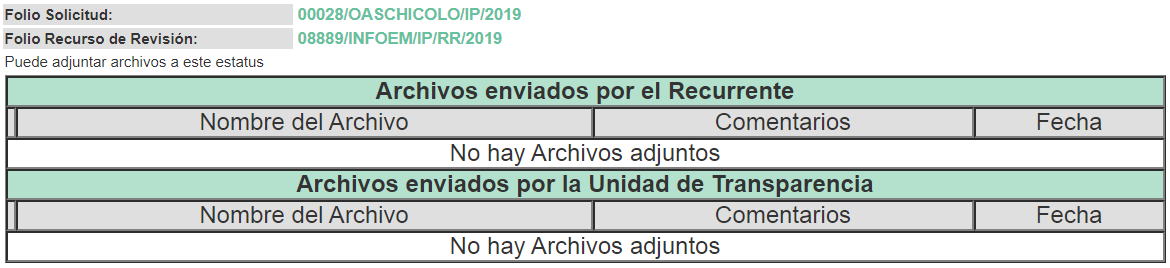 Folio Solicitud: 00028/OASCHICOLO/IP/2019
Folio Recurso de Revisión: 08889/INFOEM/IP/RR/2019
Puede adjuntar archivos a este estatus
Archivos enviados por el Recurrente
Nombre del Archivo Comentarios Fecha
No hay Archivos adjuntos
Archivos enviados por la Unidad de Transparencia
Nombre del Archivo Comentarios Fecha
No hay Archivos adjuntos